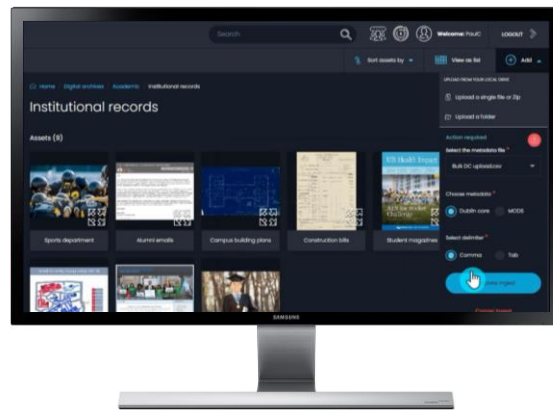 Search
Welcome: PaulC
LOGOUT
Sort assets by
View as list
Add
Home
Digital archives
Academic
Institutional records
Institutional records
UPLOAD FROM YOUR LOCAL DRIVE
Upload a single file or Zip
Upload a folder
Assets (9)
Action required
Select the metadata file *
Bulk DC upload.csv
Choose metadata *
Dublin core
MODS
Select delimiter *
Comma
Tab
Sports department
Alumni emails
Campus building plans
Construction bills
Student magazines
ingest
SAMSUNG